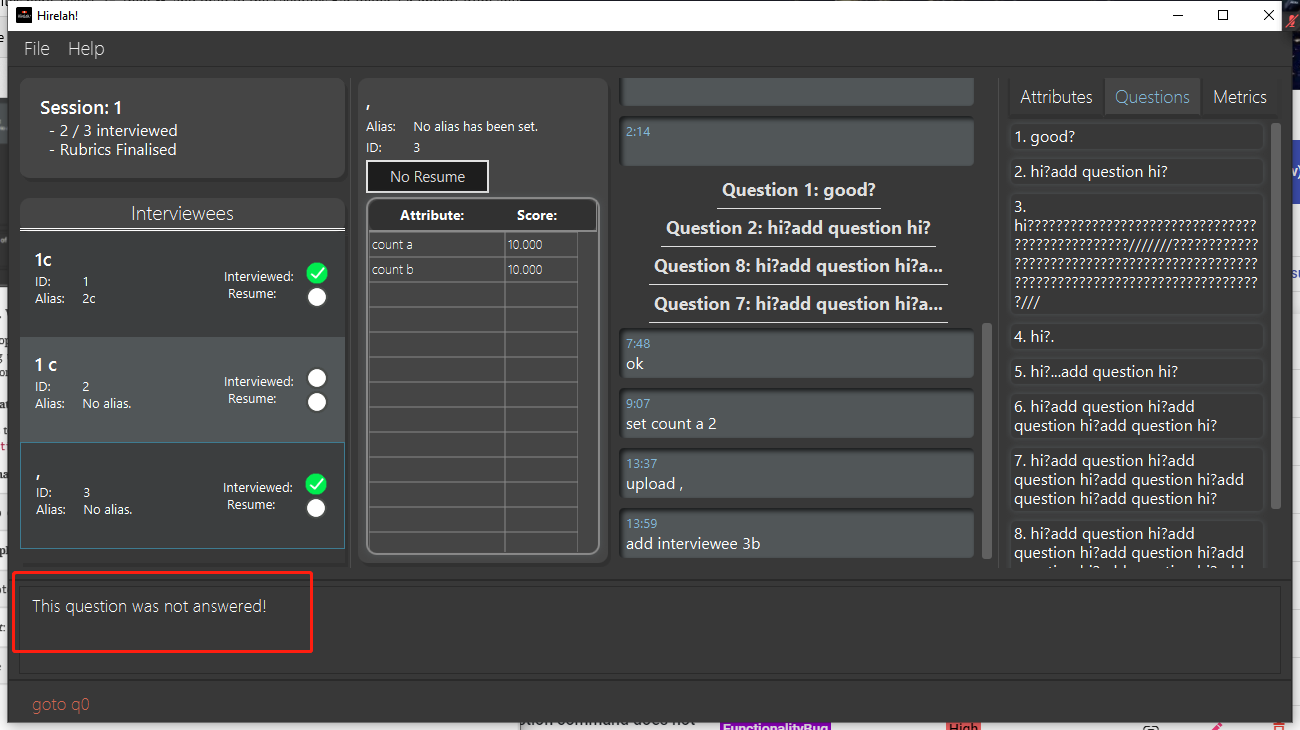 Hirelah!
File Help
Session: 1
- 2 / 3 interviewed
- Rubrics Finalised
Interviewees
1c
ID: 1
Alias: 2c
Interviewed:
Resume:
1 c
ID: 2
Alias: No alias.
Interviewed:
Resume:
,
ID: 3
Alias: No alias.
Interviewed:
Resume:
,
Alias: No alias has been set.
ID: 3
No Resume
Attribute: Score:
count a 10.000
count b 10.000
2:14
Question 1: good?
Question 2: hi?add question hi?
Question 8: hi?add question hi?a...
Question 7: hi?add question hi?a...
7:48
ok
9:07
set count a 2
13:37
upload ,
13:59
add interviewee 3b
Attributes Questions Metrics
1. good?
2. hi?add question hi?
3.
hi????????????????????????????????
????????????????///////????????????
??????????????????????????????????
??????????????????????????????????
?///
4. hi?.
5. hi?...add question hi?
6. hi?add question hi?add
question hi?add question hi?
7. hi?add question hi?add
question hi?add question hi?add
question hi?add question hi?
8. hi?add question hi?add
question hi?add question hi?add
This question was not answered!
goto q0
command does not
FunctionalityBug
High